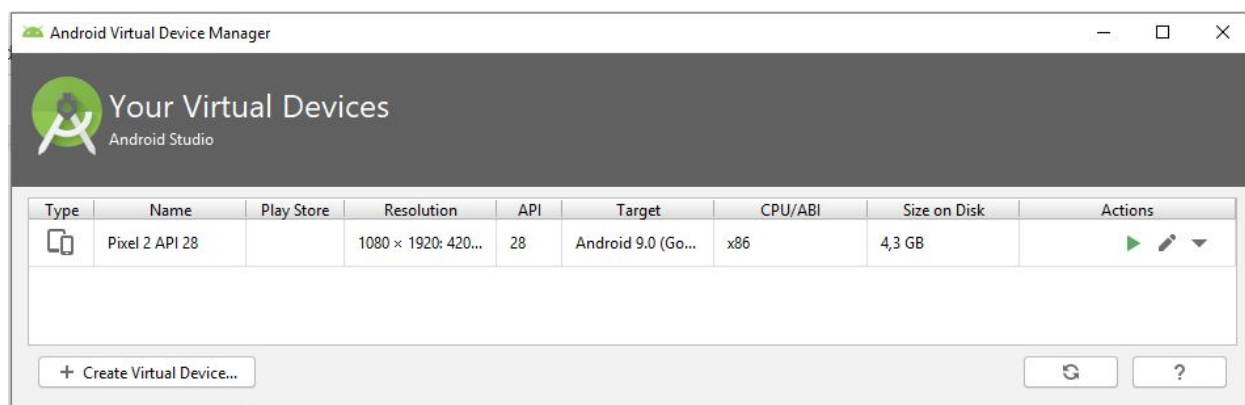 Android Virtual Device Manager
Your Virtual Devices
Android Studio
Type Name Play Store Resolution API Target CPU/ABI Size on Disk Actions
Pixel 2 API 28 1080 × 1920: 420... 28 Android 9.0 (Go... x86 4,3 GB
+ Create Virtual Device... ?